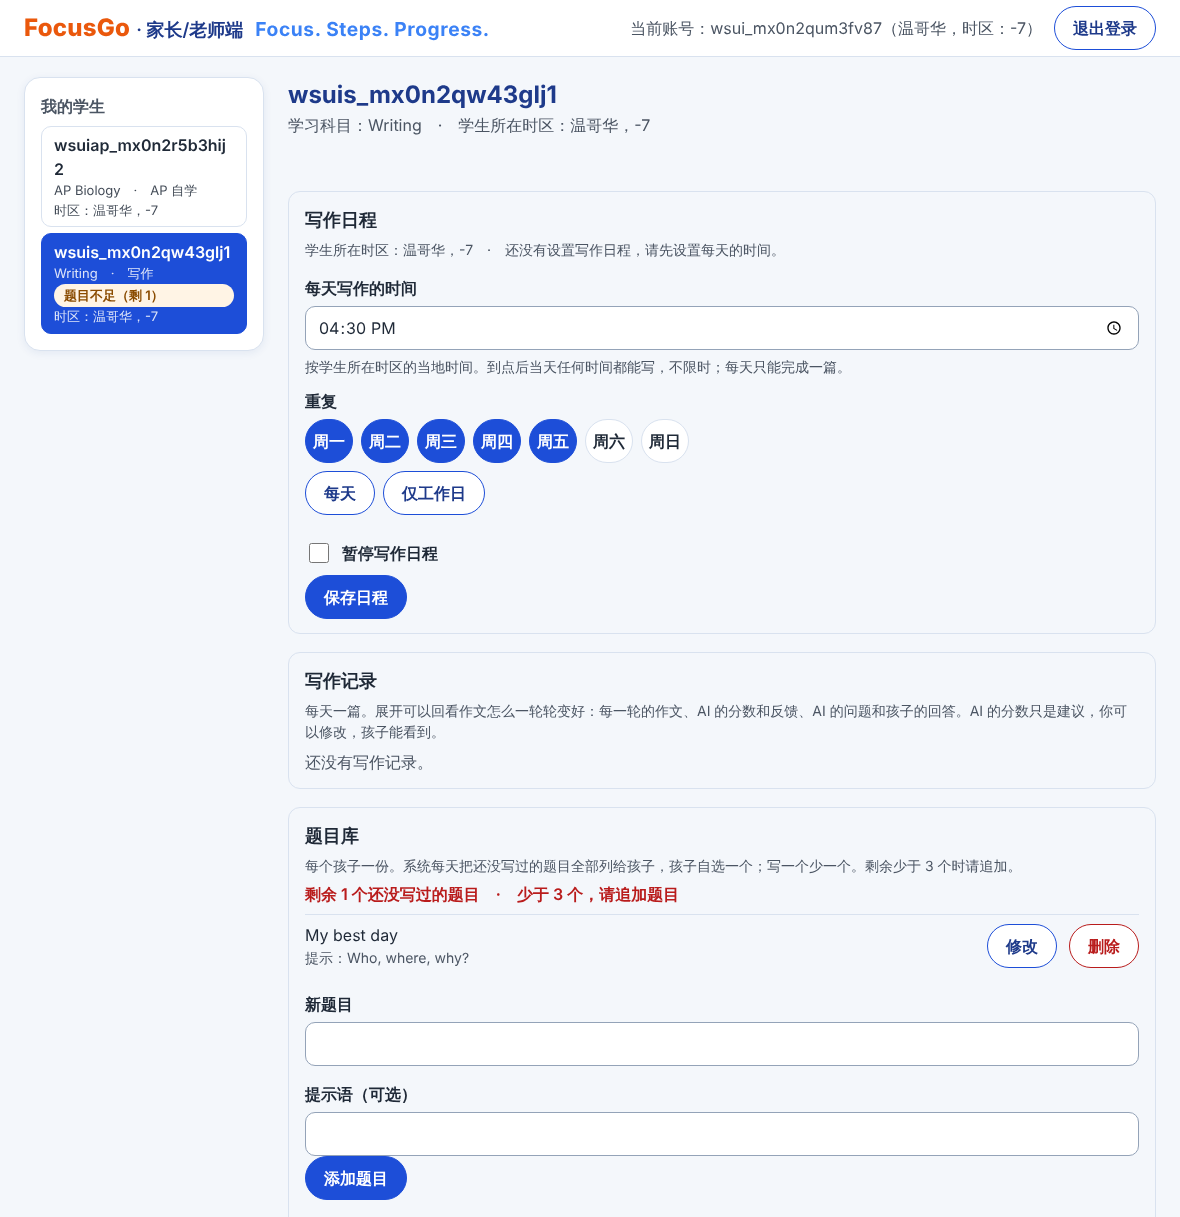 FocusGo · 家长/老师端 Focus. Steps. Progress.
当前账号：wsui_mx0n2qum3fv87（温哥华，时区：-7）
退出登录
我的学生
wsuiap_mx0n2r5b3hij
2
AP Biology · AP 自学
时区：温哥华，-7
wsuis_mx0n2qw43glj1
Writing · 写作
题目不足（剩 1）
时区：温哥华，-7
wsuis_mx0n2qw43glj1
学习科目：Writing · 学生所在时区：温哥华，-7
写作日程
学生所在时区：温哥华，-7 · 还没有设置写作日程，请先设置每天的时间。
每天写作的时间
04:30 PM
按学生所在时区的当地时间。到点后当天任何时间都能写，不限时；每天只能完成一篇。
重复
周一 周二 周三 周四 周五 周六 周日
每天 仅工作日
暂停写作日程
保存日程
写作记录
每天一篇。展开可以回看作文怎么一轮轮变好：每一轮的作文、AI 的分数和反馈、AI 的问题和孩子的回答。AI 的分数只是建议，你可
以修改，孩子能看到。
还没有写作记录。
题目库
每个孩子一份。系统每天把还没写过的题目全部列给孩子，孩子自选一个；写一个少一个。剩余少于 3 个时请追加。
剩余 1 个还没写过的题目 · 少于 3 个，请追加题目
My best day
提示：Who, where, why?
修改 删除
新题目
提示语（可选）
添加题目